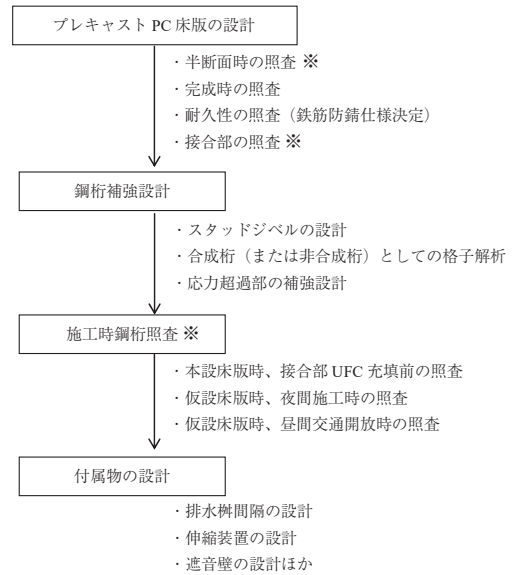 プレキャスト PC 床版の設計
・半断面時の照査 ※
・完成時の照査
・耐久性の照査（鉄筋防錆仕様決定）
・接合部の照査 ※
鋼桁補強設計
・スタッドジベルの設計
・合成桁（または非合成桁）としての格子解析
・応力超過部の補強設計
施工時鋼桁照査 ※
・本設床版時、接合部 UFC 充填前の照査
・仮設床版時、夜間施工時の照査
・仮設床版時、昼間交通開放時の照査
付属物の設計
・排水桝間隔の設計
・伸縮装置の設計
・遮音壁の設計ほか